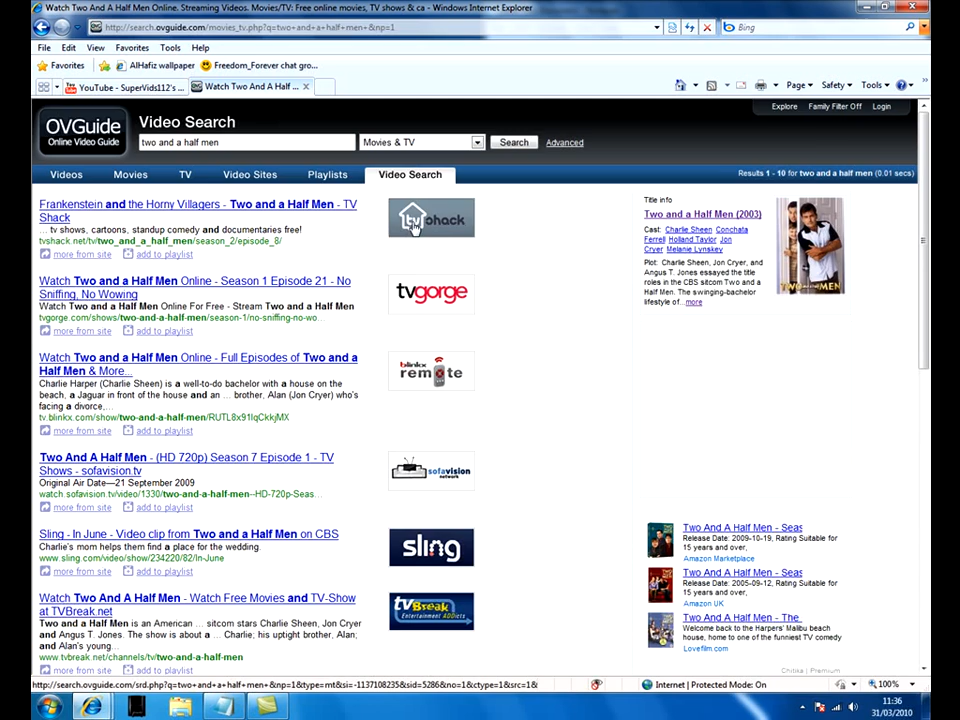 Watch Two And A Half Men Online. Streaming Videos. Movies/TV: Free online movies, TV shows & ca - Windows Internet Explorer
http://search.ovguide.com/movies_tv.php?q=two+and+a+half+men+&np=1
Bing
File Edit View Favorites Tools Help
Favorites AlHafiz wallpaper Freedom_Forever chat gro...
YouTube - SuperVids112's ... Watch Two And A Half ... Page Safety Tools
Explore Family Filter Off Login
OVGuide
Online Video Guide
Video Search
two and a half men Movies & TV Search Advanced
Videos Movies TV Video Sites Playlists Video Search Results 1 - 10 for two and a half men (0.01 secs)
Frankenstein and the Horny Villagers - Two and a Half Men - TV
Shack
... tv shows, cartoons, standup comedy and documentaries free!
tvshack.net/tv/two_and_a_half_men/season_2/episode_8/
more from site add to playlist
tvshack
Watch Two and a Half Men Online - Season 1 Episode 21 - No
Sniffing, No Wowing
Watch Two and a Half Men Online For Free - Stream Two and a Half Men
tvgorge.com/shows/two-and-a-half-men/season-1/no-sniffing-no-wo...
more from site add to playlist
tvgorge
Watch Two and a Half Men Online - Full Episodes of Two and a
Half Men & More...
Charlie Harper (Charlie Sheen) is a well-to-do bachelor with a house on the
beach, a Jaguar in front of the house and an ... brother, Alan (Jon Cryer) who's
facing a divorce,...
tv.blinkx.com/show/two-and-a-half-men/RUTL8x91lqCkkjMX
more from site add to playlist
blinkx
remote
Two And A Half Men - (HD 720p) Season 7 Episode 1 - TV
Shows - sofavision.tv
Original Air Date—21 September 2009
watch.sofavision.tv/video/1330/two-and-a-half-men--HD-720p-Seas...
more from site add to playlist
sofavision
network
Sling - In June - Video clip from Two and a Half Men on CBS
Charlie's mom helps them find a place for the wedding.
www.sling.com/video/show/234220/82/In-June
more from site add to playlist
sling
Watch Two And A Half Men - Watch Free Movies and TV-Show
at TVBreak.net
Two and a Half Men is an American ... sitcom stars Charlie Sheen, Jon Cryer
and Angus T. Jones. The show is about a ... Charlie; his uptight brother, Alan;
and Alan's young...
www.tvbreak.net/channels/tv/two-and-a-half-men
more from site add to playlist
tvBreak
Entertainment ADDicts
Title info
Two and a Half Men (2003)
Cast: Charlie Sheen Conchata
Ferrell Holland Taylor Jon
Cryer Melanie Lynskey
Plot: Charlie Sheen, Jon Cryer, and
Angus T. Jones essayed the title
roles in the CBS sitcom Two and a
Half Men. The swinging-bachelor
lifestyle of...more
Two And A Half Men - Seas
Release Date: 2009-10-19, Rating Suitable for
15 years and over,
Amazon Marketplace
Two And A Half Men - Seas
Release Date: 2005-09-12, Rating Suitable for
15 years and over,
Amazon UK
Two And A Half Men - The
Welcome back to the Harpers' Malibu beach
house, home to one of the funniest TV comedy
Lovefilm.com
Chitika | Premium
http://search.ovguide.com/srd.php?q=two+and+a+half+men+&np=1&type=mt&si=-1137108235&sid=5286&no=1&ctype=1&src=1&
Internet | Protected Mode: On 100%
11:36
31/03/2010